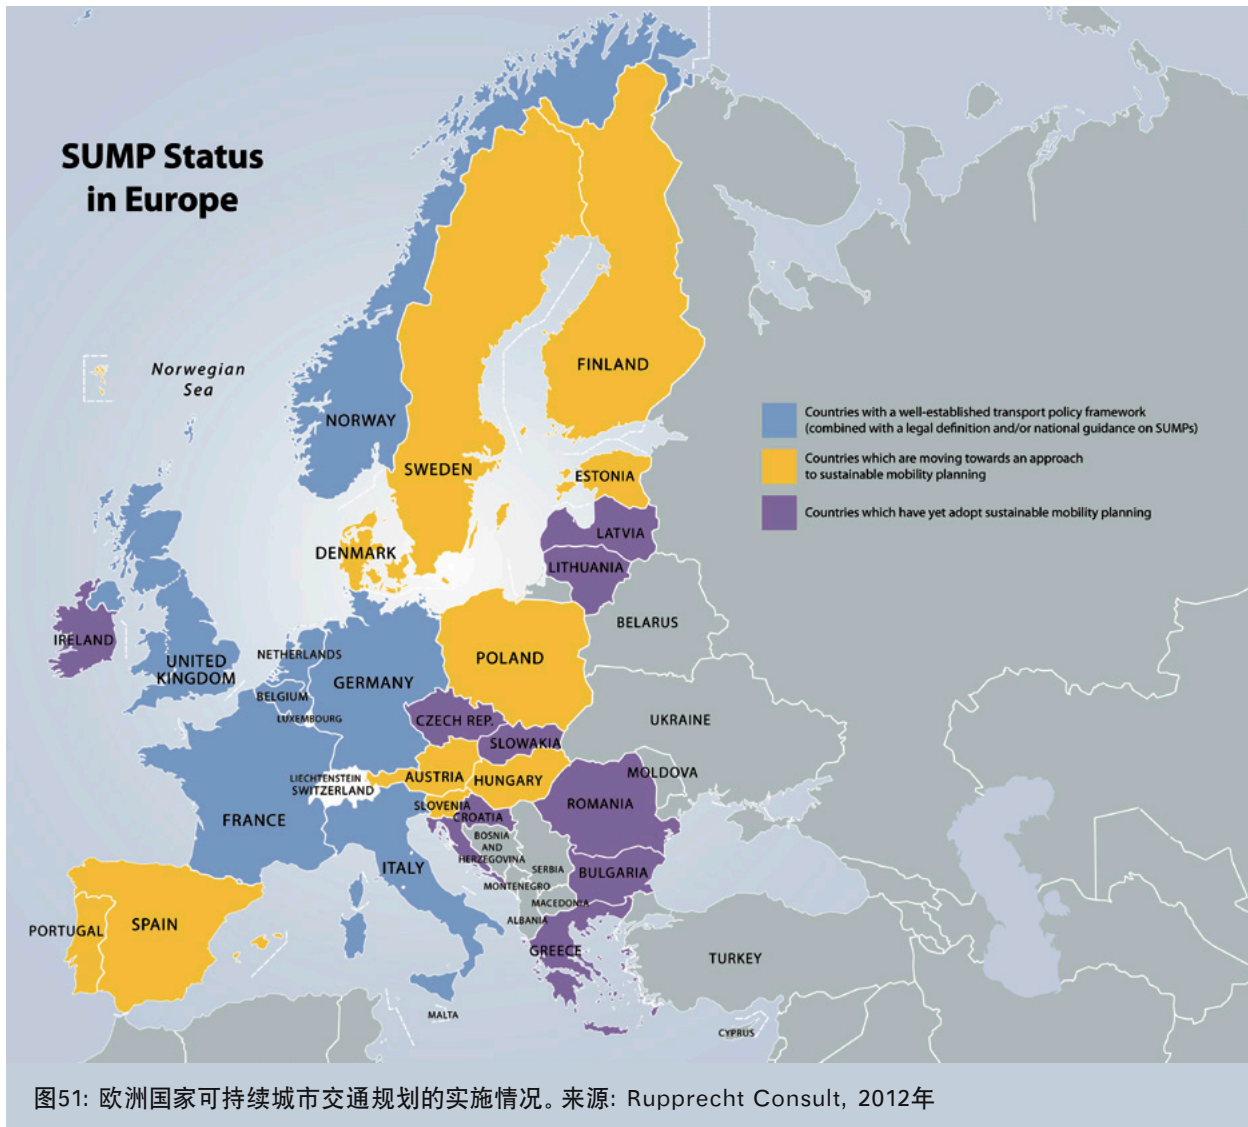 SUMP Status
in Europe
Norwegian
Sea
FINLAND
NORWAY
Countries with a well-established transport policy framework
(combined with a legal definition and/or national guidance on SUMPs)
SWEDEN
Countries which are moving towards an approach
to sustainable mobility planning
ESTONIA
Countries which have yet adopt sustainable mobility planning
LATVIA
DENMARK
LITHUANIA
BELARUS
IRELAND
NETHERLANDS
UNITED
KINGDOM
POLAND
GERMANY
BELGIUM
LUXEMBOURG
CZECH REP.
UKRAINE
SLOWAKIA
LIECHTENSTEIN
SWITZERLAND
AUSTRIA
HUNGARY
MOLDOVA
SLOVENIA
ROMANIA
CROATIA
FRANCE
BOSNIA
AND
HERZEGOVINA
ITALY
SERBIA
BULGARIA
MONTENEGRO
MACEDONIA
ALBANIA
PORTUGAL
SPAIN
GREECE
TURKEY
MALTA
CYPRUS
图51: 欧洲国家可持续城市交通规划的实施情况。来源: Rupprecht Consult, 2012年